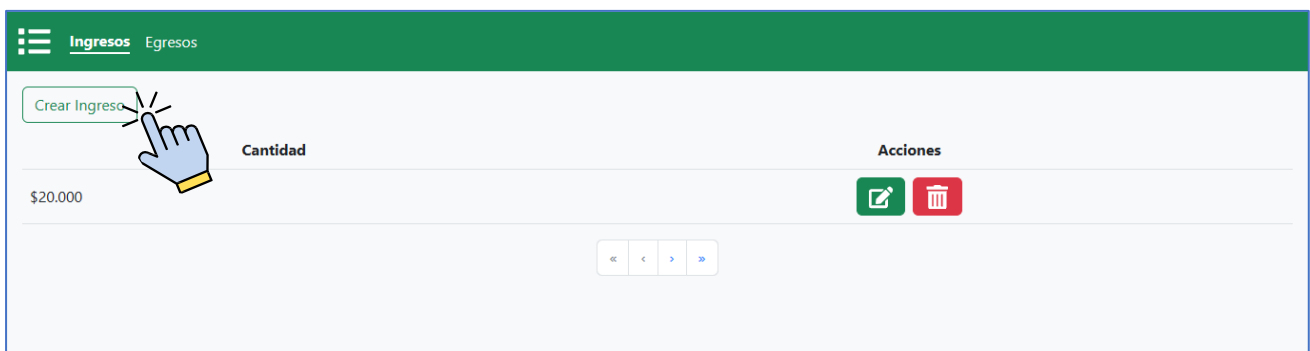 Ingresos Egresos
Crear Ingreso
Cantidad Acciones
$20.000
« ‹ › »